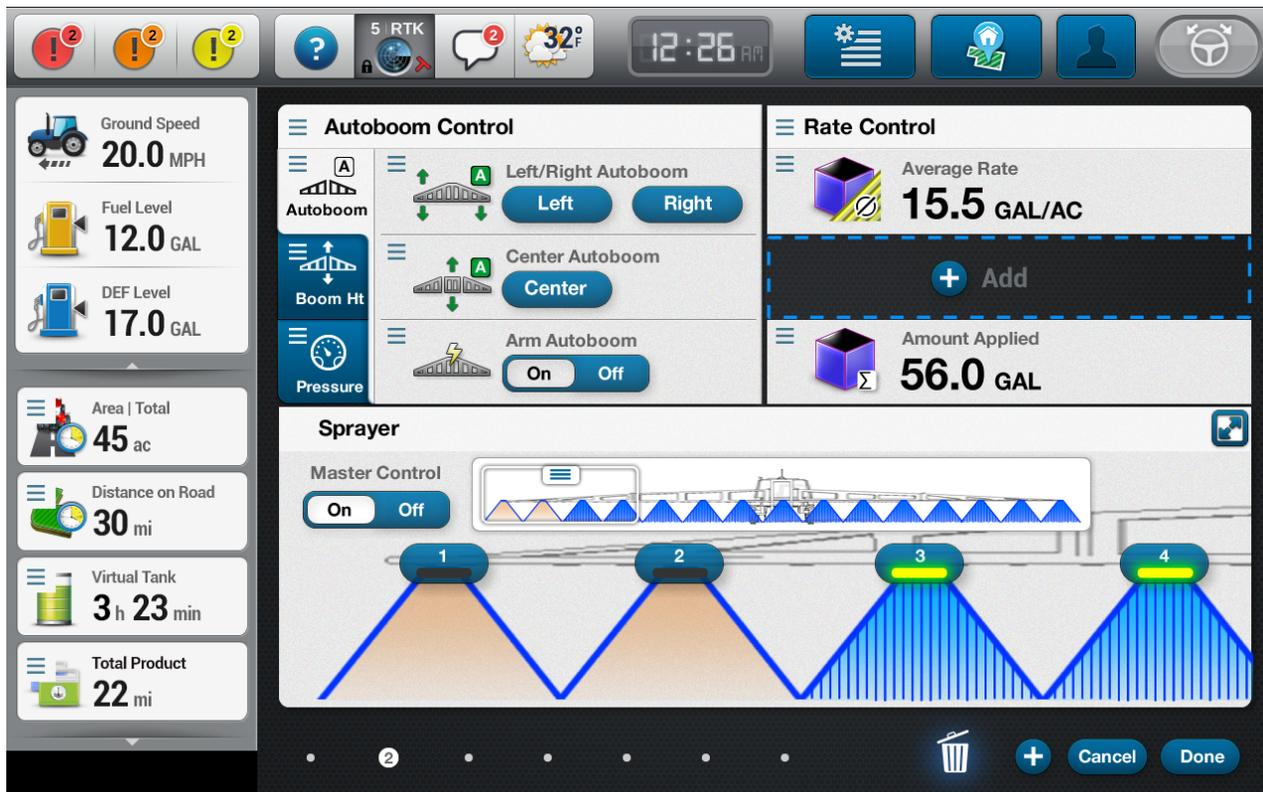 2
2
2
?
5 RTK
2
32°F
12:26 AM
Ground Speed
20.0 MPH
Fuel Level
12.0 GAL
DEF Level
17.0 GAL
Area | Total
45 ac
Distance on Road
30 mi
Virtual Tank
3 h 23 min
Total Product
22 mi
Autoboom Control
A
Autoboom
Boom Ht
Pressure
A
Left/Right Autoboom
Left Right
A
Center Autoboom
Center
Arm Autoboom
On Off
Rate Control
Average Rate
15.5 GAL/AC
Add
Amount Applied
56.0 GAL
Σ
Sprayer
Master Control
On Off
1 2 3 4
2
Cancel Done